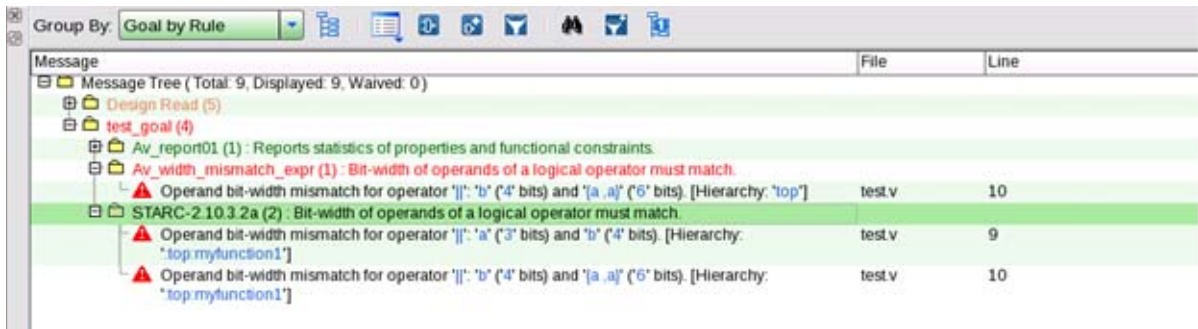 Group By: Goal by Rule
Message File Line
Message Tree ( Total: 9, Displayed: 9, Waived: 0 )
Design Read (5)
test_goal (4)
Av_report01 (1) : Reports statistics of properties and functional constraints.
Av_width_mismatch_expr (1) : Bit-width of operands of a logical operator must match.
Operand bit-width mismatch for operator '||': 'b' ('4' bits) and '{a ,a}' ('6' bits). [Hierarchy: 'top'] test.v 10
STARC-2.10.3.2a (2) : Bit-width of operands of a logical operator must match.
Operand bit-width mismatch for operator '||': 'a' ('3' bits) and 'b' ('4' bits). [Hierarchy: test.v 9
':top:myfunction1']
Operand bit-width mismatch for operator '||': 'b' ('4' bits) and '{a ,a}' ('6' bits). [Hierarchy: test.v 10
':top:myfunction1']